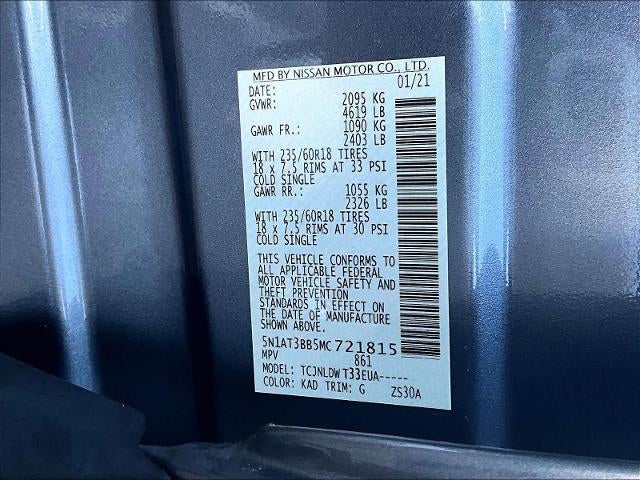 MFD BY NISSAN MOTOR CO., LTD.
DATE: 01/21
GVWR: 2095 KG
4619 LB
GAWR FR.: 1090 KG
2403 LB
WITH 235/60R18 TIRES
18 x 7.5 RIMS AT 33 PSI
COLD SINGLE
GAWR RR.: 1055 KG
2326 LB
WITH 235/60R18 TIRES
18 x 7.5 RIMS AT 30 PSI
COLD SINGLE
THIS VEHICLE CONFORMS TO
ALL APPLICABLE FEDERAL
MOTOR VEHICLE SAFETY AND
THEFT PREVENTION
STANDARDS IN EFFECT ON
THE DATE OF MANUFACTURE
SHOWN ABOVE.
5N1AT3BB5MC721815
MPV 861
MODEL: TCJNLDWT33EUA-----
COLOR: KAD TRIM: G ZS30A